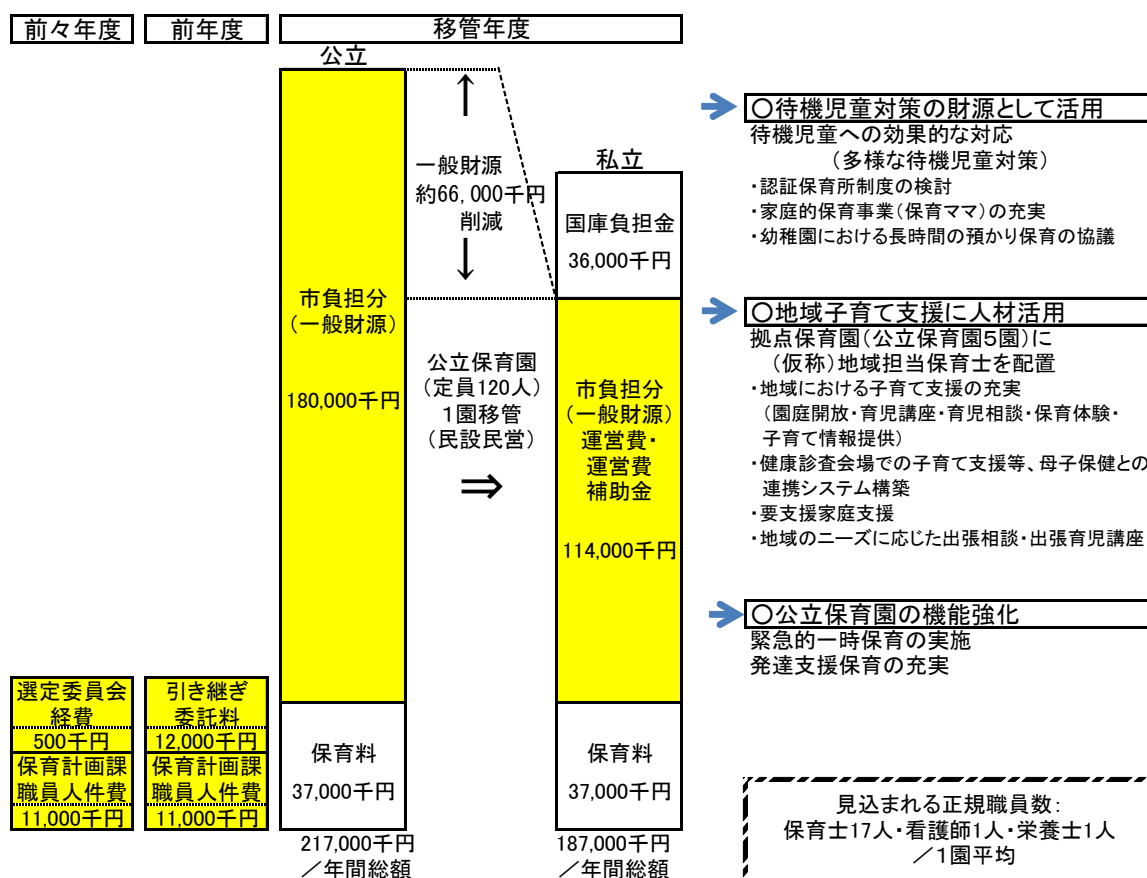 前々年度
前年度
移管年度
公立
180,000千円
市負担分
(一般財源)
一般財源
約66,000千円
削減
公立保育園
(定員120人)
1園移管
(民設民営)
⇒
私立
国庫負担金
36,000千円
市負担分
(一般財源)
運営費・
運営費
補助金
114,000千円
選定委員会
経費
500千円
保育計画課
職員人件費
11,000千円
引き継ぎ
委託料
12,000千円
保育計画課
職員人件費
11,000千円
保育料
37,000千円
217,000千円
/年間総額
保育料
37,000千円
187,000千円
/年間総額
○待機児童対策の財源として活用
待機児童への効果的な対応
(多様な待機児童対策)
・認証保育所制度の検討
・家庭的保育事業(保育ママ)の充実
・幼稚園における長時間の預かり保育の協議
○地域子育て支援に人材活用
拠点保育園(公立保育園5園)に
(仮称)地域担当保育士を配置
・地域における子育て支援の充実
(園庭開放・育児講座・育児相談・保育体験・
子育て情報提供)
・健康診査会場での子育て支援等、母子保健との
連携システム構築
・要支援家庭支援
・地域のニーズに応じた出張相談・出張育児講座
○公立保育園の機能強化
緊急的一時保育の実施
発達支援保育の充実
見込まれる正規職員数:
保育士17人・看護師1人・栄養士1人
/1園平均